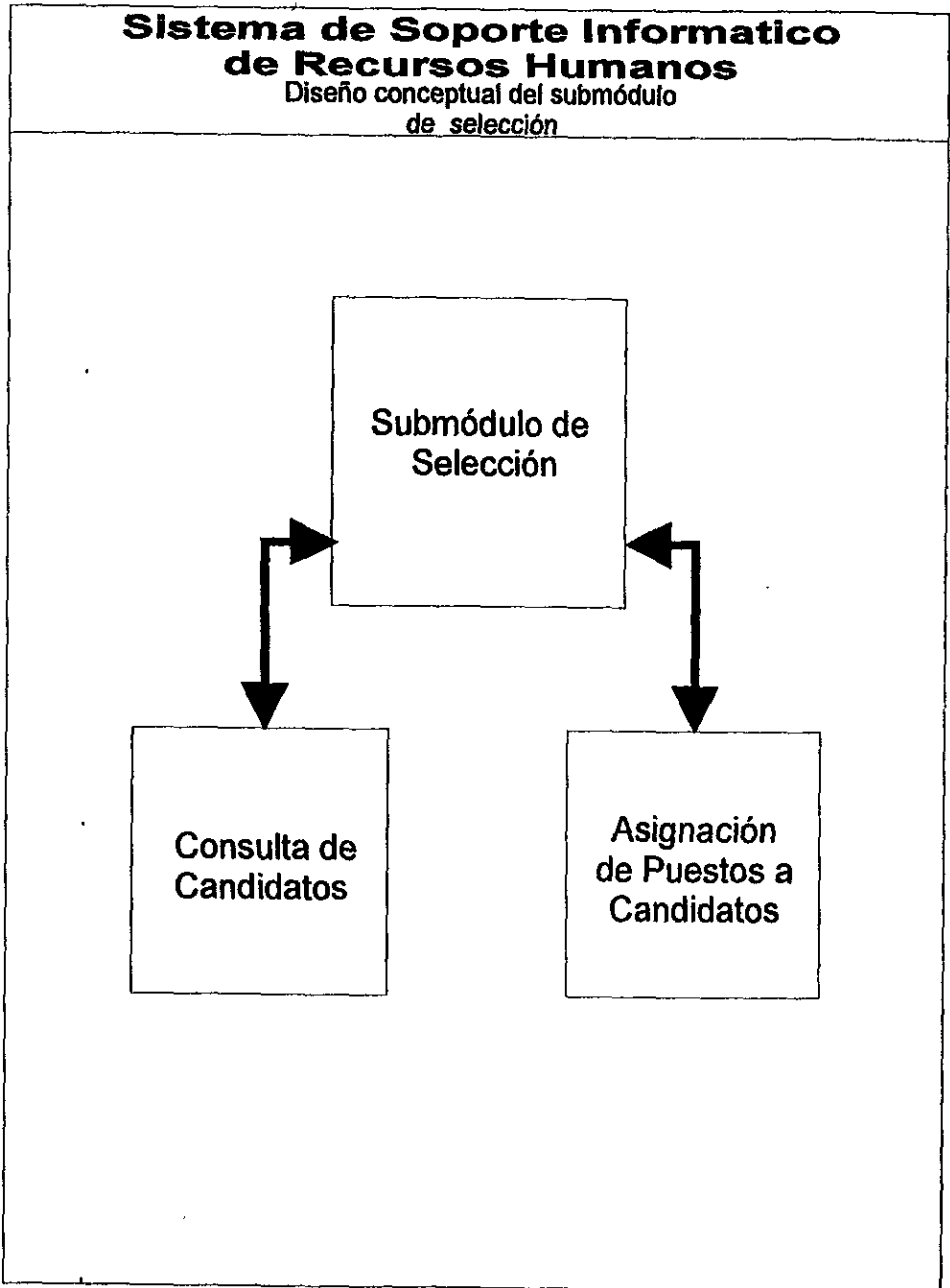 Sistema de Soporte Informatico
de Recursos Humanos
Diseño conceptual del submódulo
de selección
Submódulo de
Selección
Consulta de
Candidatos
Asignación
de Puestos a
Candidatos